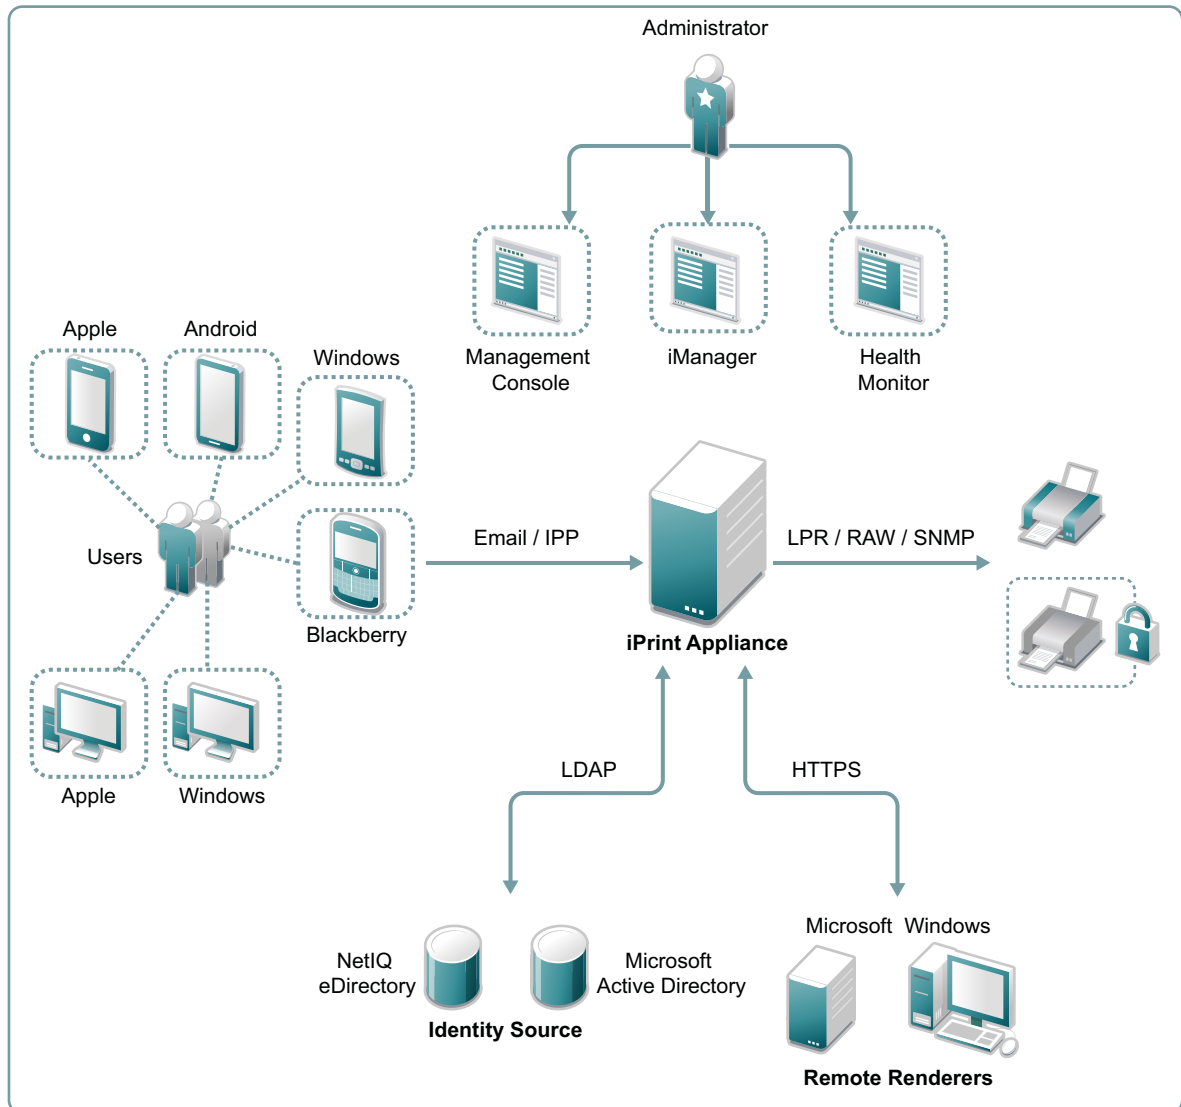 Administrator
Management
Console
iManager
Health
Monitor
Apple
Android
Windows
Users
Blackberry
Apple
Windows
Email / IPP
iPrint Appliance
LPR / RAW / SNMP
LDAP
HTTPS
NetIQ
eDirectory
Microsoft
Active Directory
Identity Source
Microsoft Windows
Remote Renderers